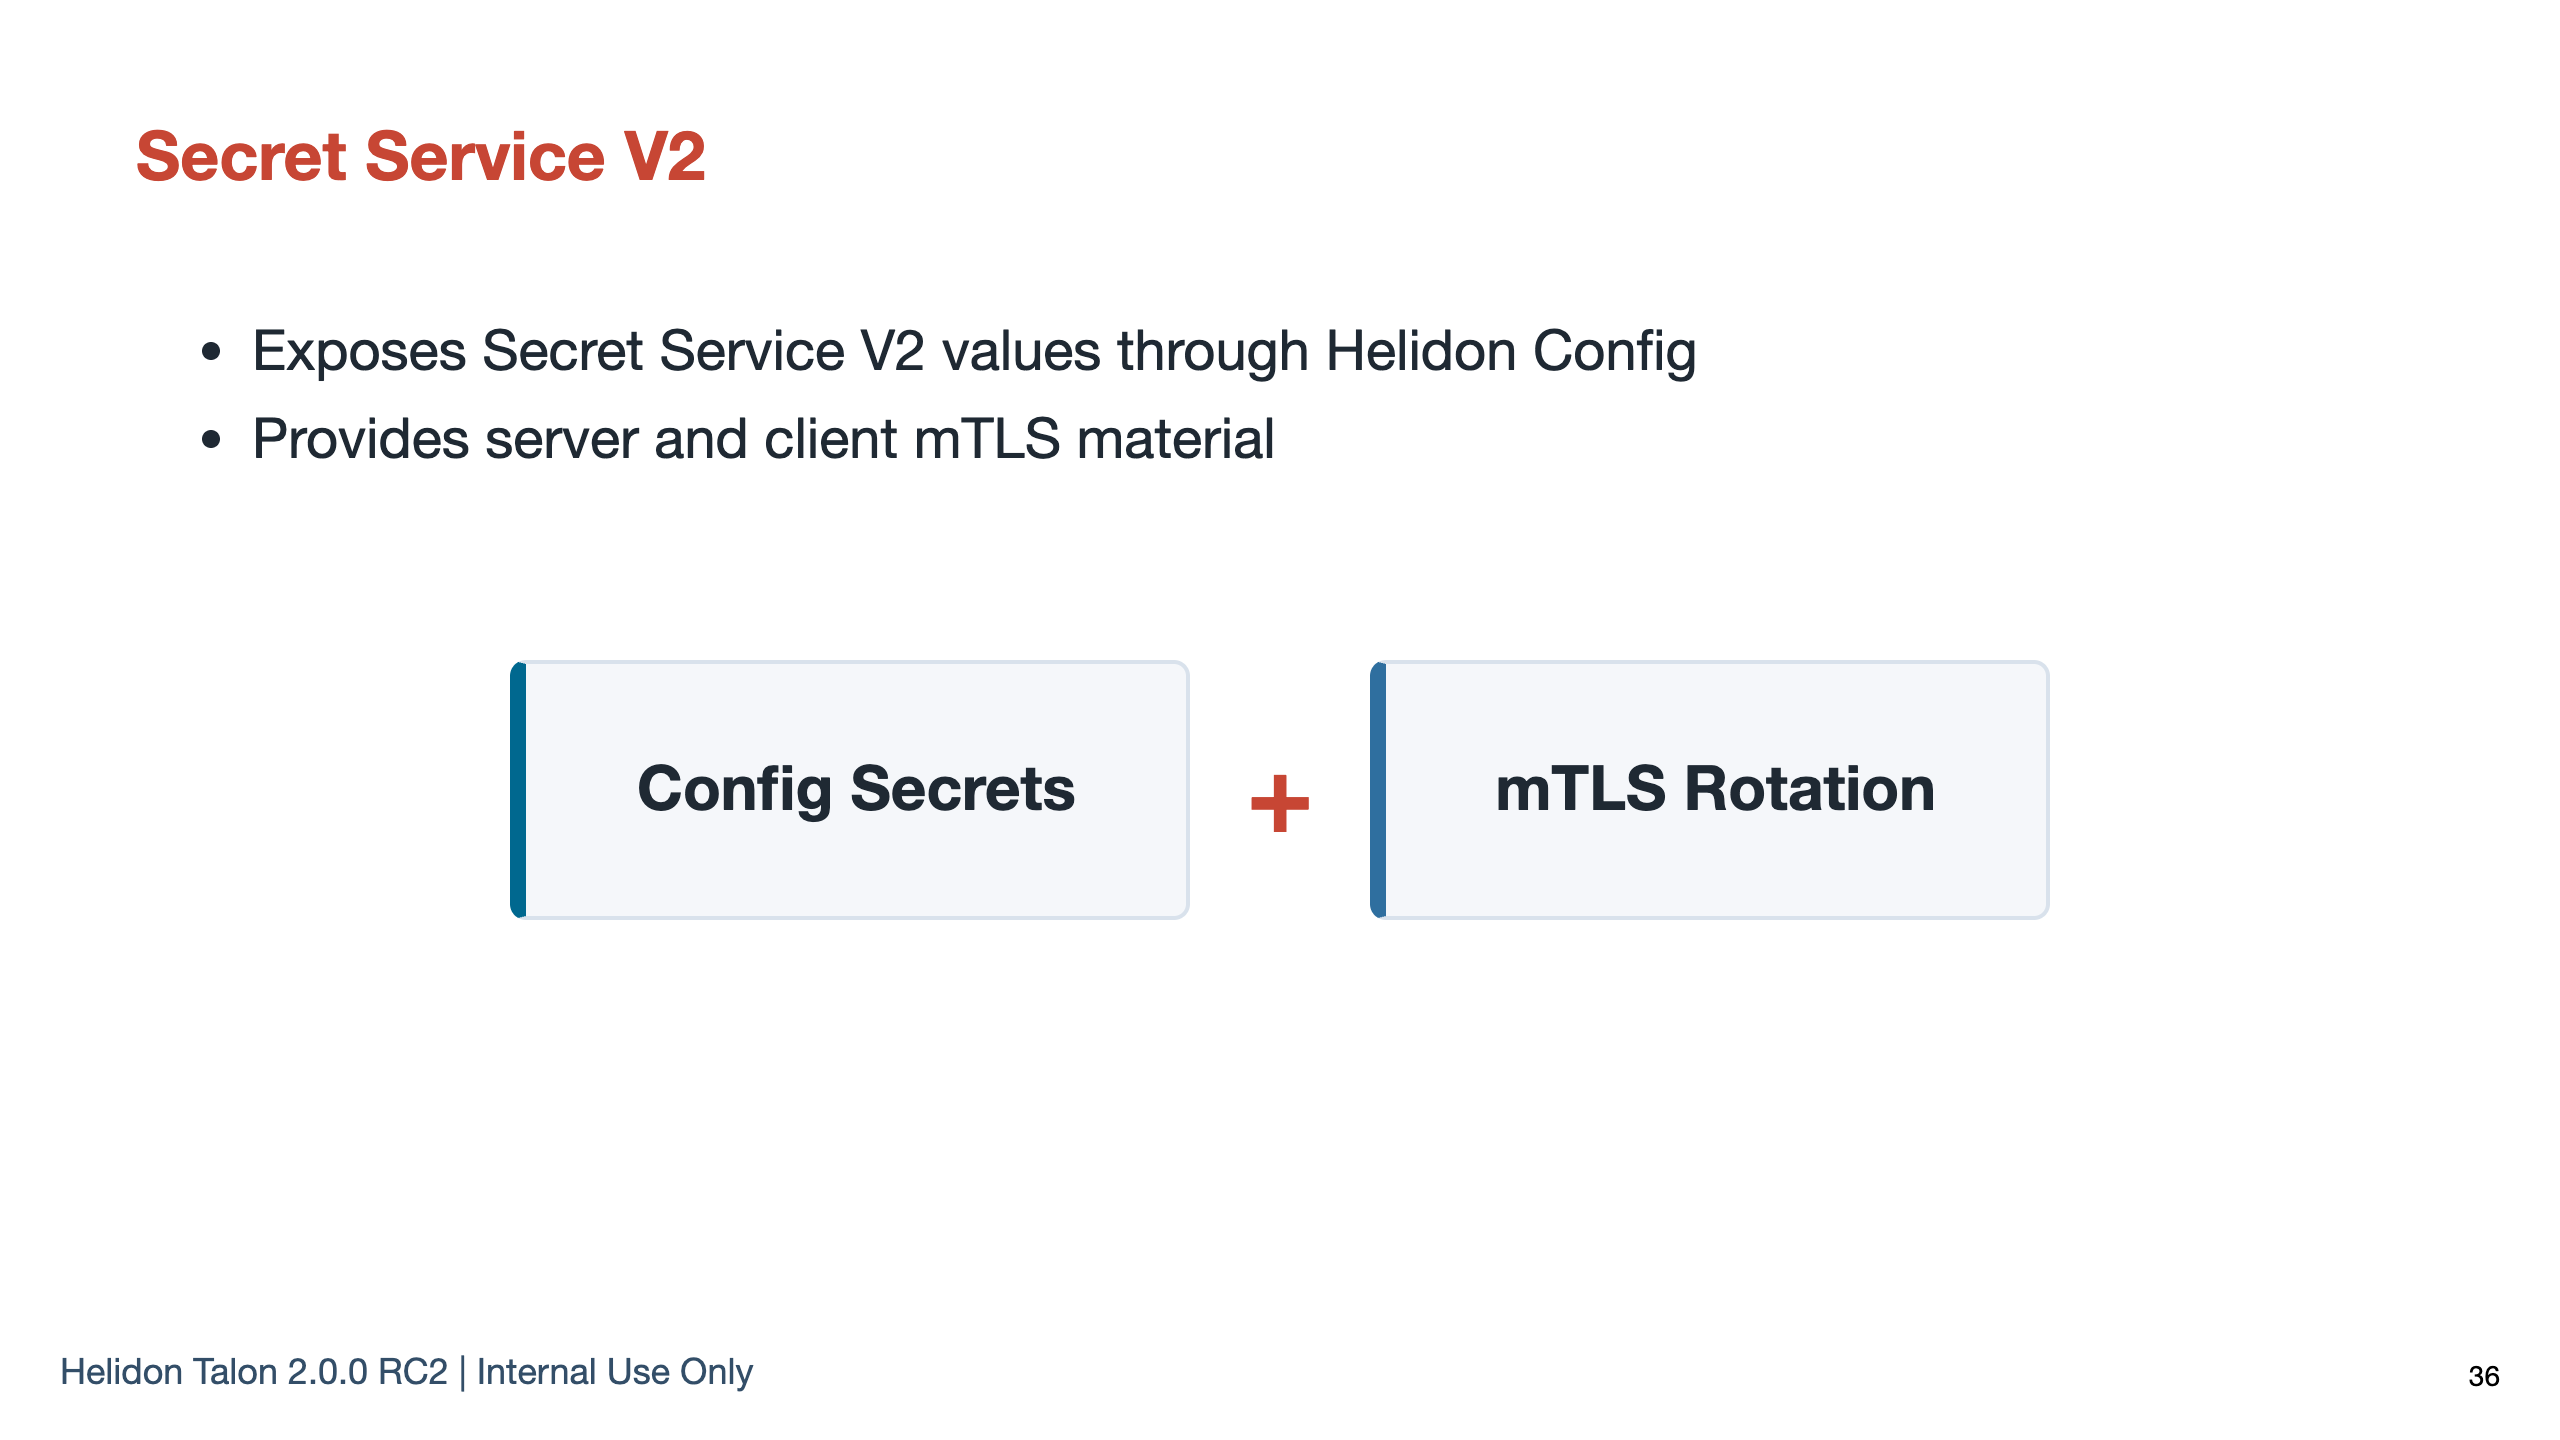 Secret Service V2
• Exposes Secret Service V2 values through Helidon Config
• Provides server and client mTLS material
Config Secrets
+
mTLS Rotation
Helidon Talon 2.0.0 RC2 | Internal Use Only
36